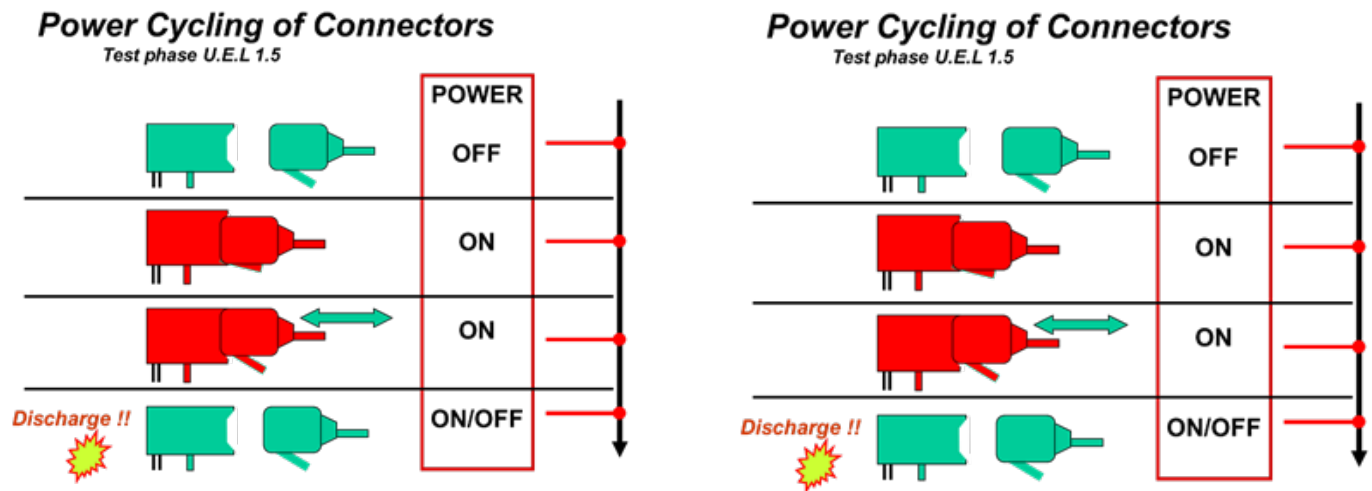 Power Cycling of Connectors
Test phase U.E.L 1.5
POWER
OFF
ON
ON
Discharge !!
ON/OFF
Power Cycling of Connectors
Test phase U.E.L 1.5
POWER
OFF
ON
ON
Discharge !!
ON/OFF